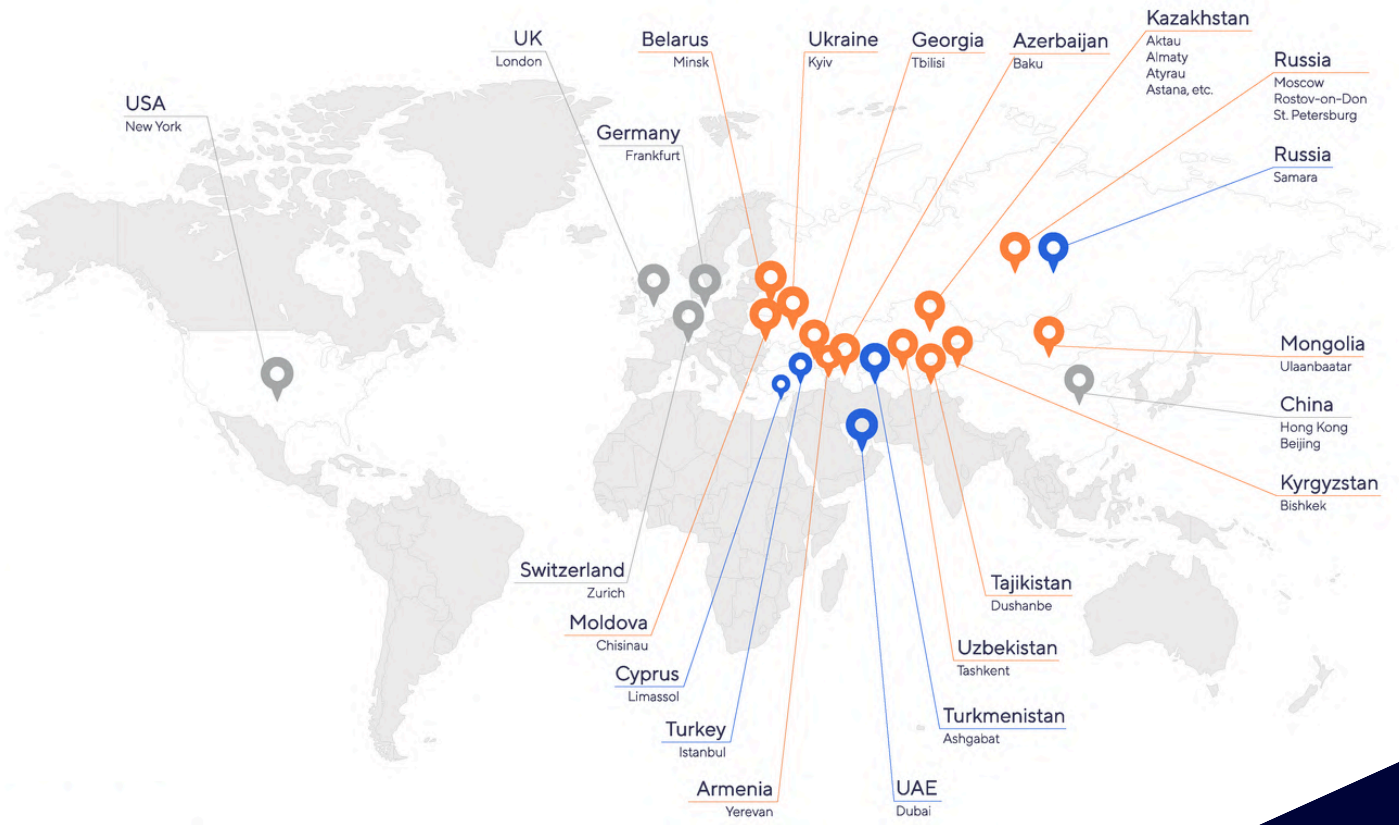 Kazakhstan
Aktau
Almaty
Atyrau
Astana, etc.
UK
London
Belarus
Minsk
Ukraine
Kyiv
Georgia
Tbilisi
Azerbaijan
Baku
Russia
Moscow
Rostov-on-Don
St. Petersburg
USA
New York
Germany
Frankfurt
Russia
Samara
Mongolia
Ulaanbaatar
China
Hong Kong
Beijing
Kyrgyzstan
Bishkek
Switzerland
Zurich
Tajikistan
Dushanbe
Moldova
Chisinau
Uzbekistan
Tashkent
Cyprus
Limassol
Turkmenistan
Ashgabat
Turkey
Istanbul
Armenia
Yerevan
UAE
Dubai